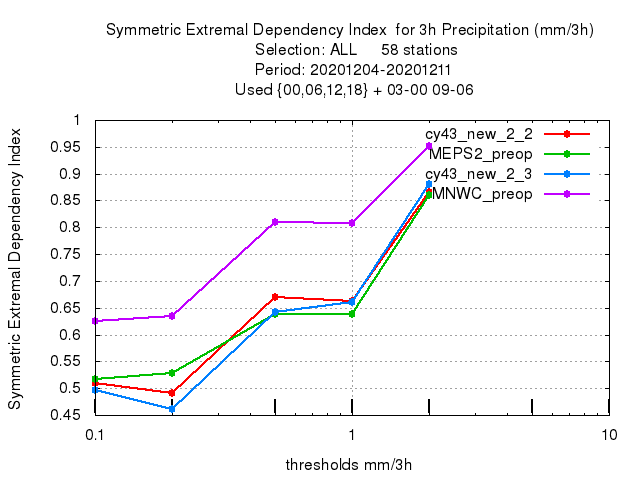 Symmetric Extremal Dependency Index  for 3h Precipitation (mm/3h)
Selection: ALL     58 stations
Period: 20201204-20201211
Used {00,06,12,18} + 03-00 09-06
Symmetric Extremal Dependency Index
1
0.95
0.9
0.85
0.8
0.75
0.7
0.65
0.6
0.55
0.5
0.45
cy43_new_2_2
MEPS2_preop
cy43_new_2_3
MNWC_preop
0.1 1 10
thresholds mm/3h